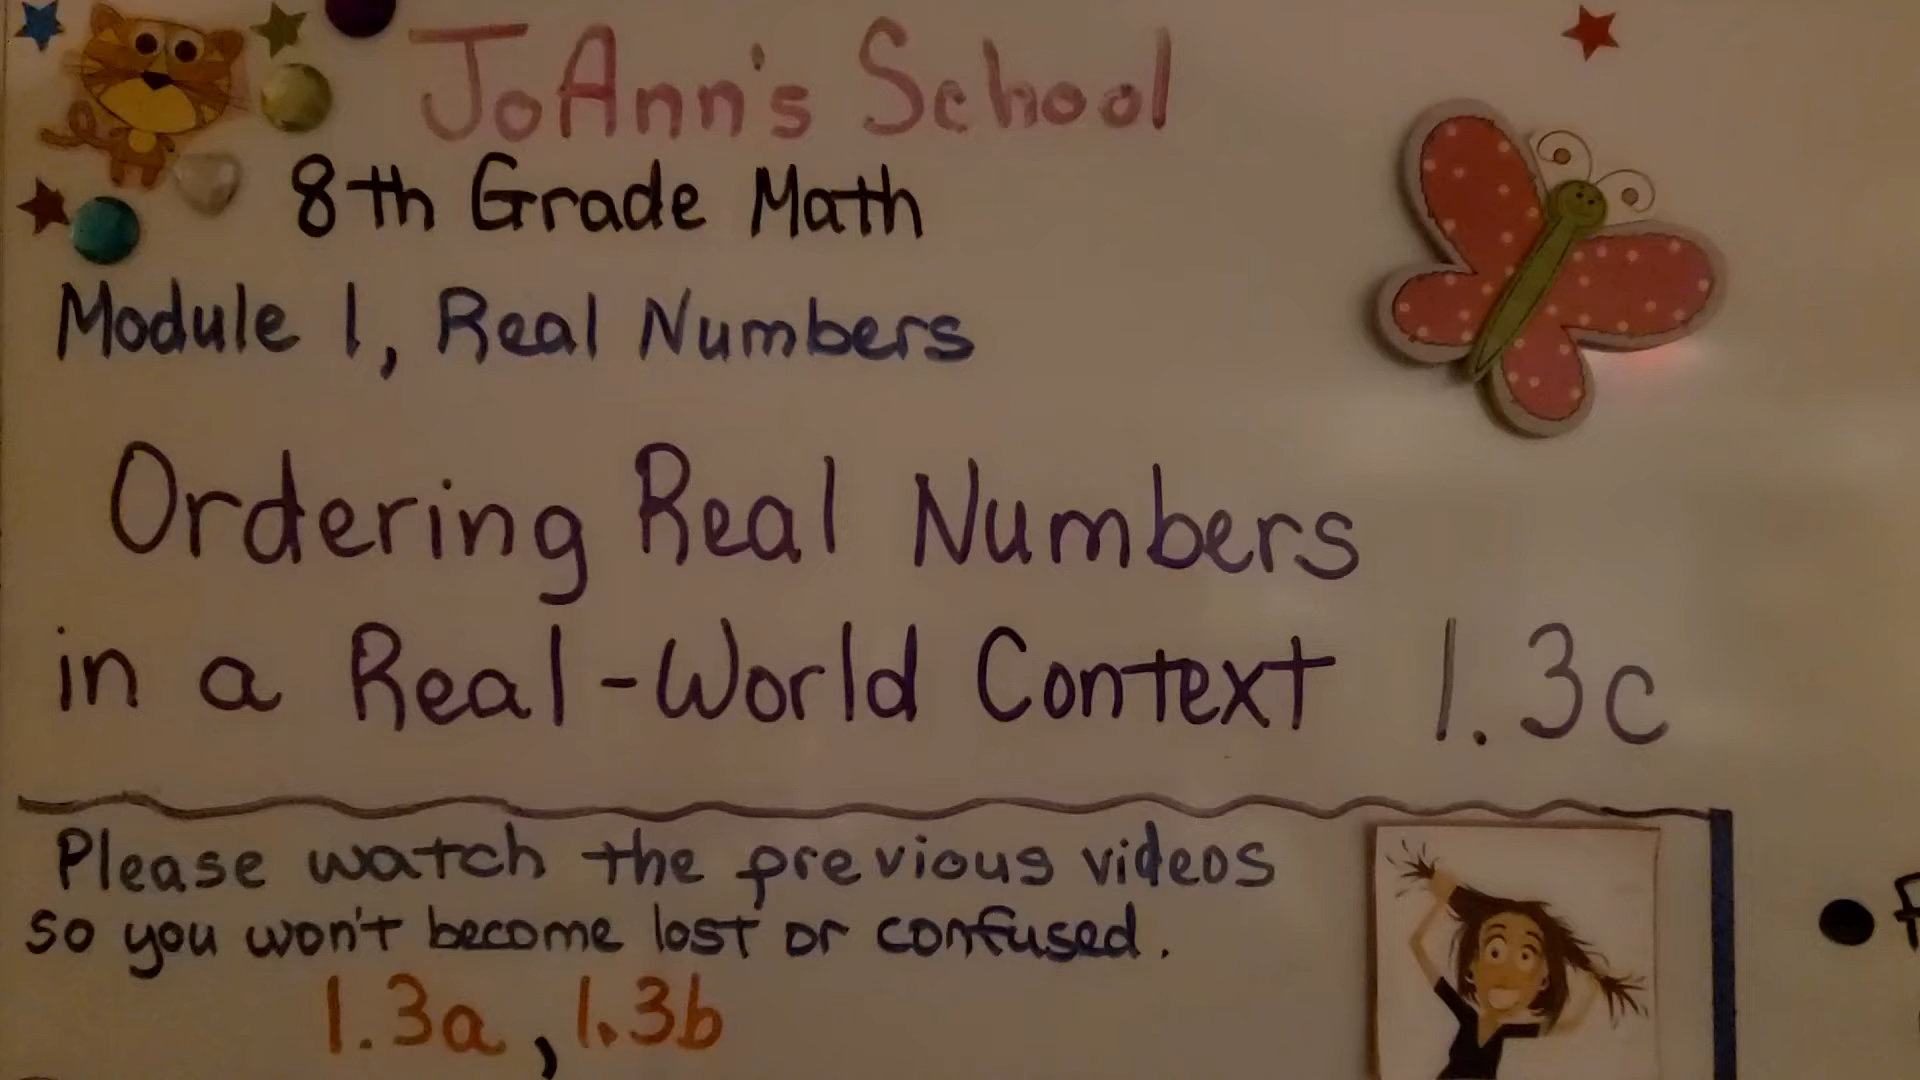 JoAnn's School
8th Grade Math
Module 1, Real Numbers
Ordering Real Numbers
in a Real-World Context 1.3c
Please watch the previous videos
so you won't become lost or confused.
1.3a, 1.3b